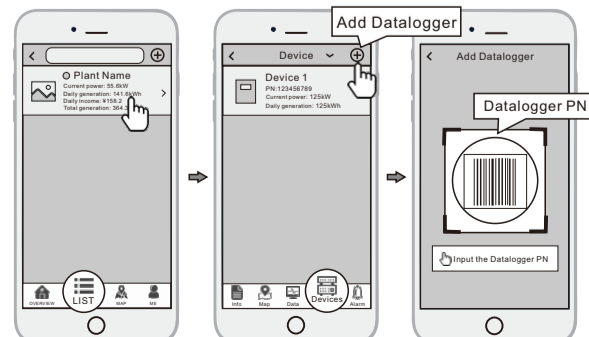 Plant Name
Current power: 55.6kW
Daily generation: 141.6kWh
Daily income: ¥158.2
Total generation: 364.
OVERVIEW
LIST
MAP
ME
Add Datalogger
Device
Device 1
PN:123456789
Current power: 125kW
Daily generation: 125kWh
Info
Map
Data
Devices
Alarm
Add Datalogger
Datalogger PN
Input the Datalogger PN